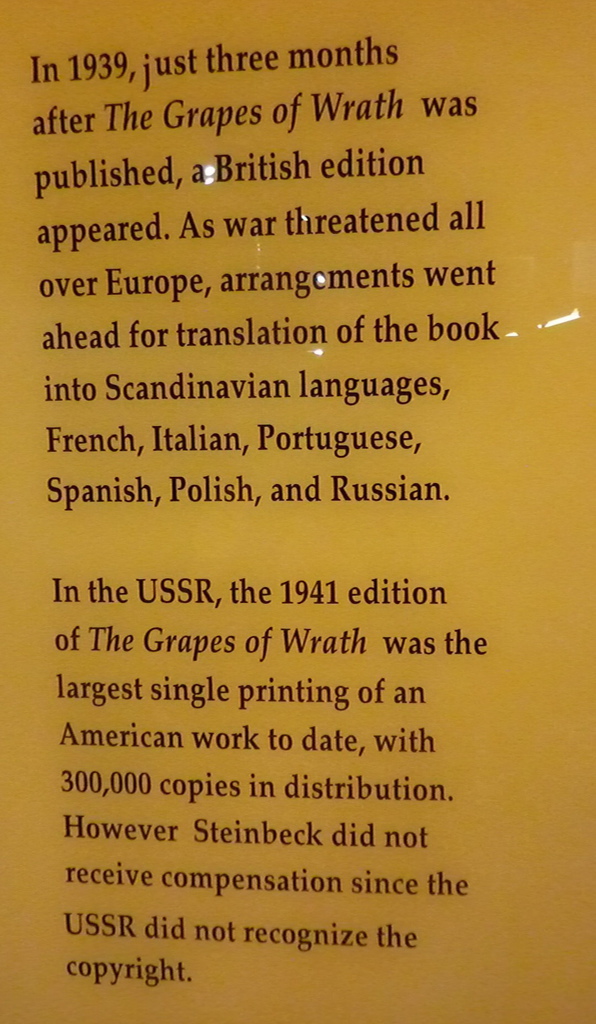 In 1939, just three months
after The Grapes of Wrath was
published, a British edition
appeared. As war threatened all
over Europe, arrangements went
ahead for translation of the book
into Scandinavian languages,
French, Italian, Portuguese,
Spanish, Polish, and Russian.
In the USSR, the 1941 edition
of The Grapes of Wrath was the
largest single printing of an
American work to date, with
300,000 copies in distribution.
However Steinbeck did not
receive compensation since the
USSR did not recognize the
copyright.